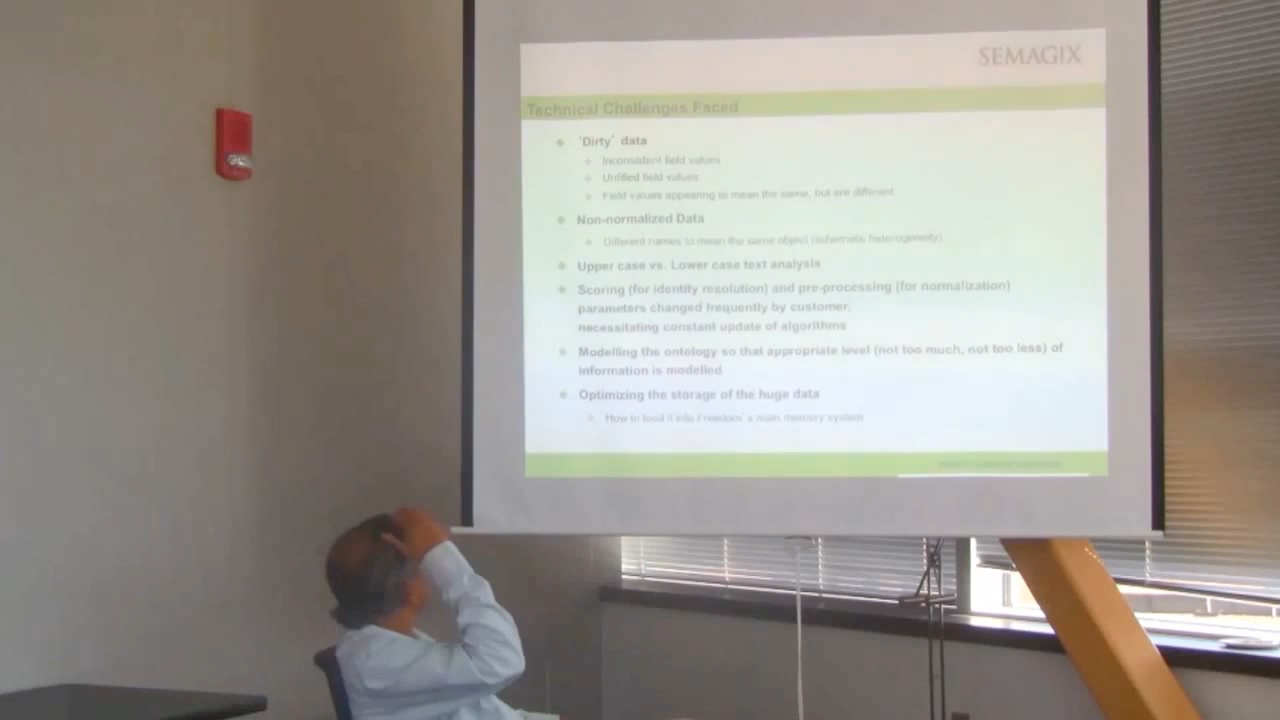 SEMAGIX
Technical Challenges Faced
'Dirty' data
Inconsistent field values
Unfilled field values
Field values appearing to mean the same, but are different
Non-normalized Data
Different names to mean the same object (schematic heterogeneity)
Upper case vs. Lower case text analysis
Scoring (for identity resolution) and pre-processing (for normalization)
parameters changed frequently by customer,
necessitating constant update of algorithms
Modelling the ontology so that appropriate level (not too much, not too less) of
information is modelled
Optimizing the storage of the huge data
How to load it into Freedom's main memory system